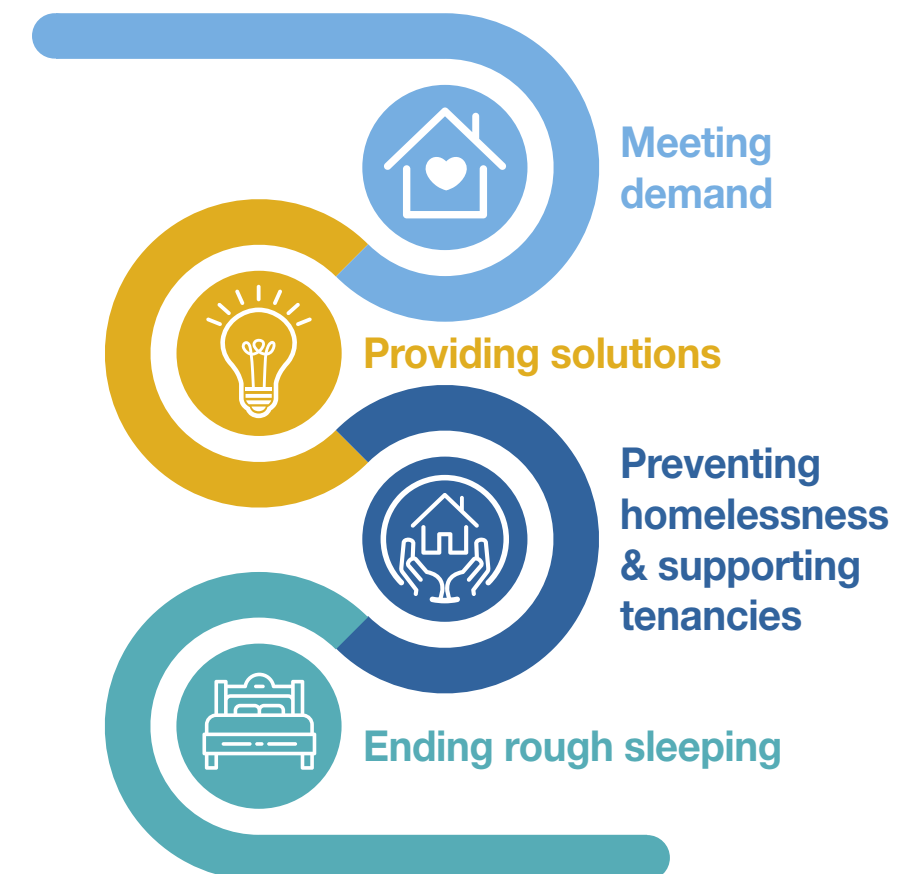 Meeting
demand
Providing solutions
Preventing
homelessness
& supporting
tenancies
Ending rough sleeping